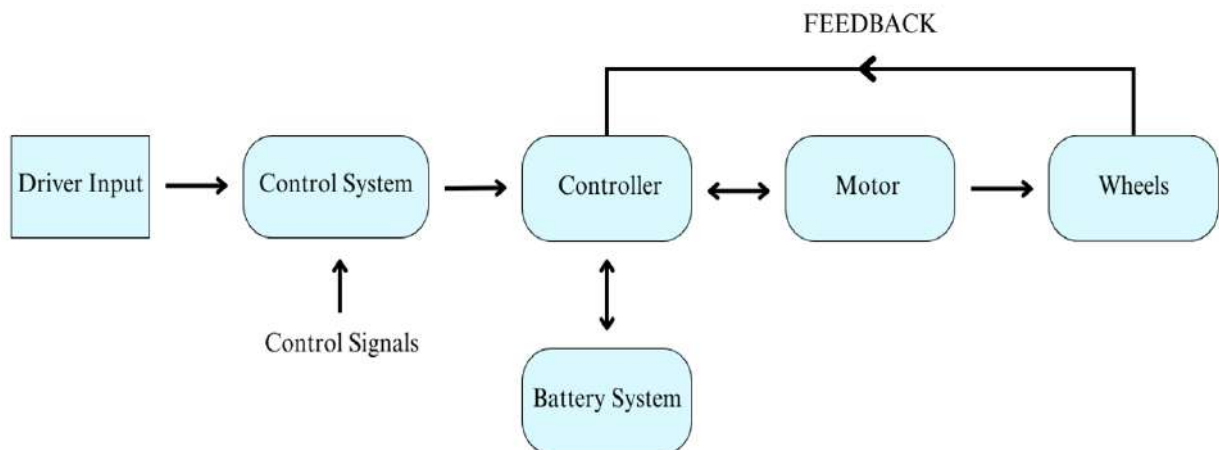 FEEDBACK
Driver Input
Control System
Controller
Motor
Wheels
Control Signals
Battery System